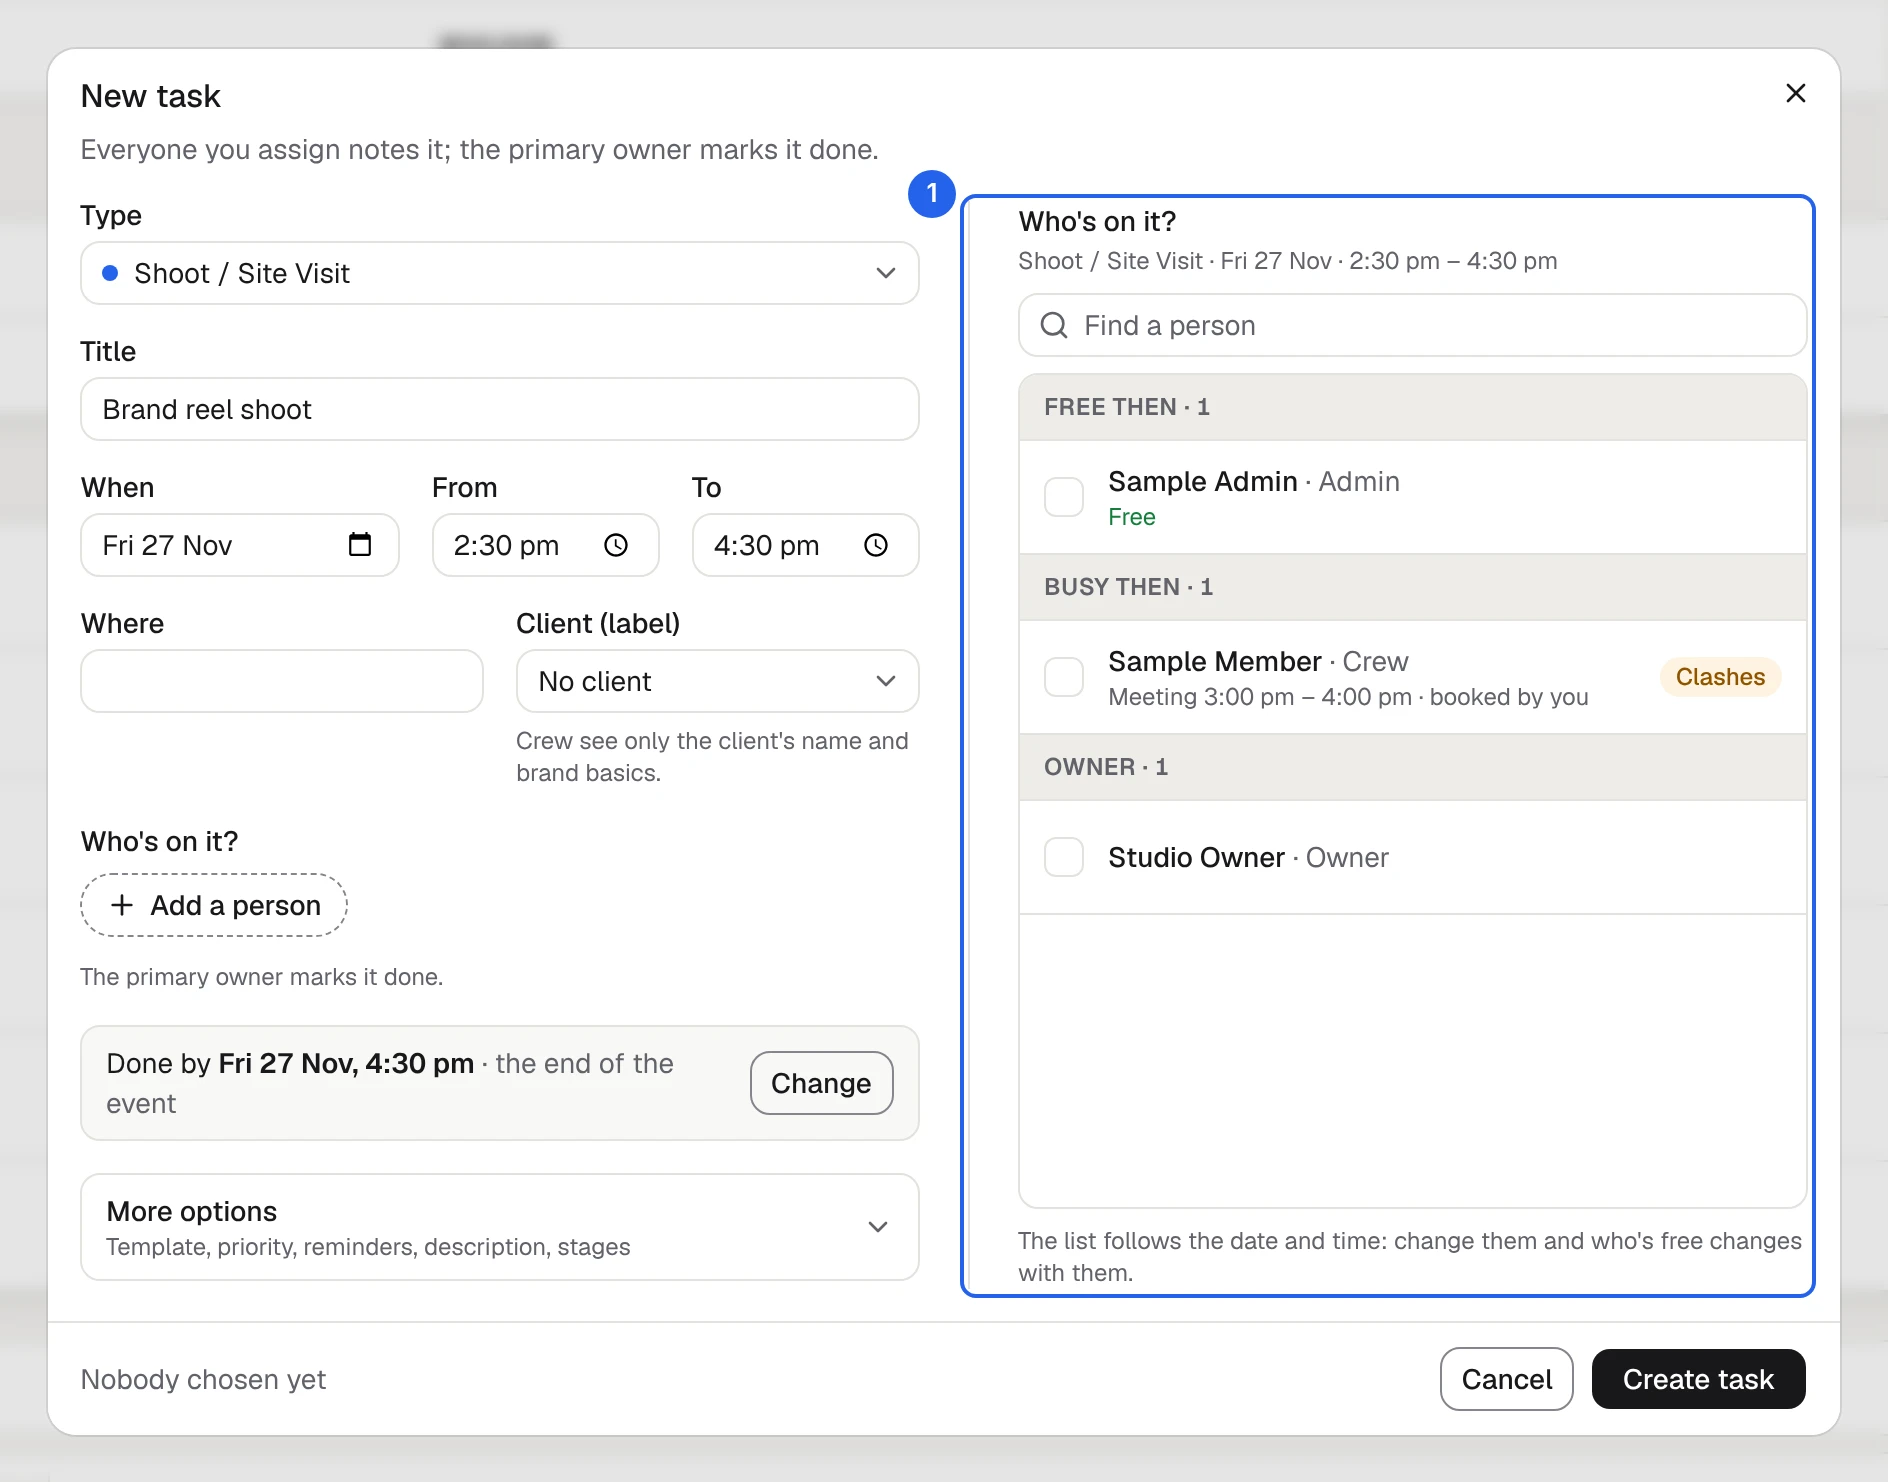 New task
Everyone you assign notes it; the primary owner marks it done.
Type
Shoot / Site Visit
Title
Brand reel shoot
When
From
To
Fri 27 Nov
2:30 pm
4:30 pm
Where
Client (label)
No client
Crew see only the client's name and
brand basics.
Who's on it?
+ Add a person
The primary owner marks it done.
Done by Fri 27 Nov, 4:30 pm · the end of the
event
Change
More options
Template, priority, reminders, description, stages
1
Who's on it?
Shoot / Site Visit · Fri 27 Nov · 2:30 pm – 4:30 pm
Find a person
FREE THEN · 1
Sample Admin · Admin
Free
BUSY THEN · 1
Sample Member · Crew
Meeting 3:00 pm – 4:00 pm · booked by you
Clashes
OWNER · 1
Studio Owner · Owner
The list follows the date and time: change them and who's free changes
with them.
Nobody chosen yet
Cancel
Create task